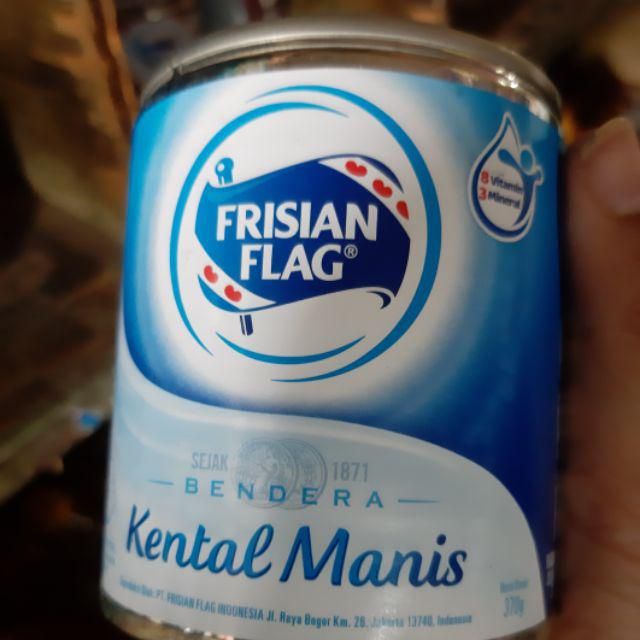 FRISIAN
FLAG®
8 Vitamin
3 Mineral
SEJAK 1871
BENDERA
Kental Manis
PT. FRISIAN FLAG INDONESIA Jl. Raya Bogor Km. 26. Jakarta 13740, Indonesia
370g